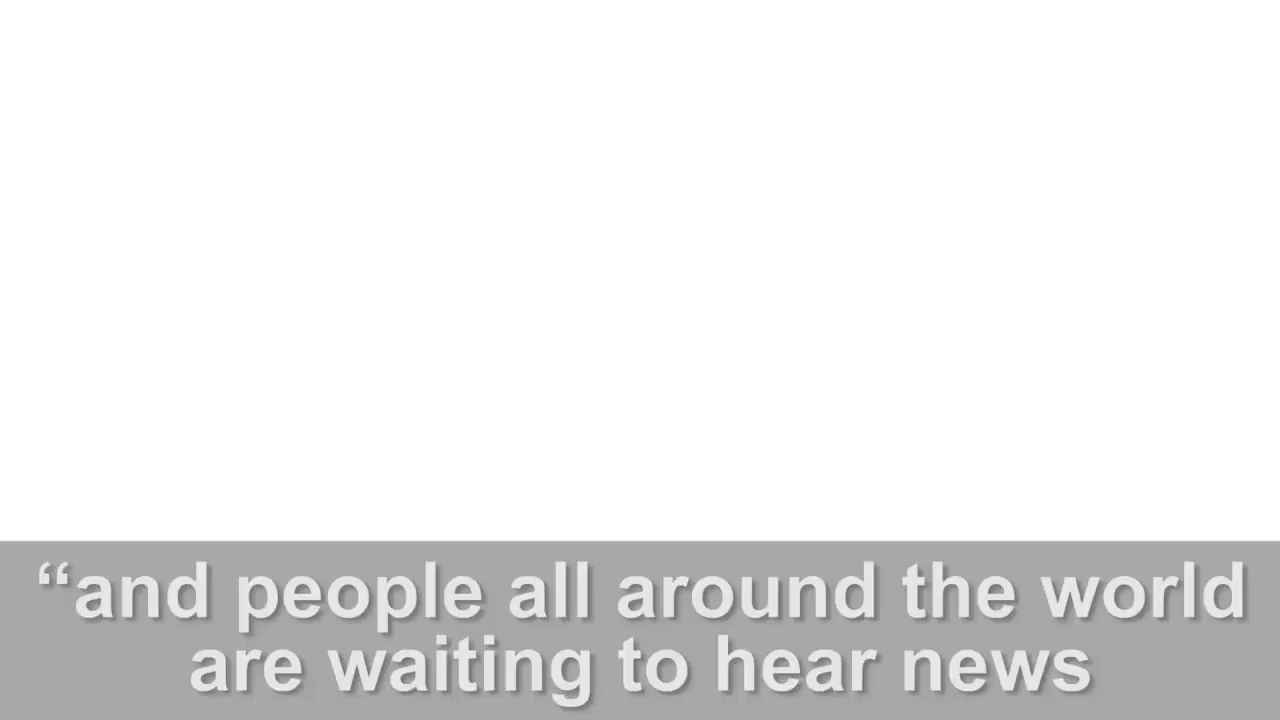 “and people all around the world
are waiting to hear news